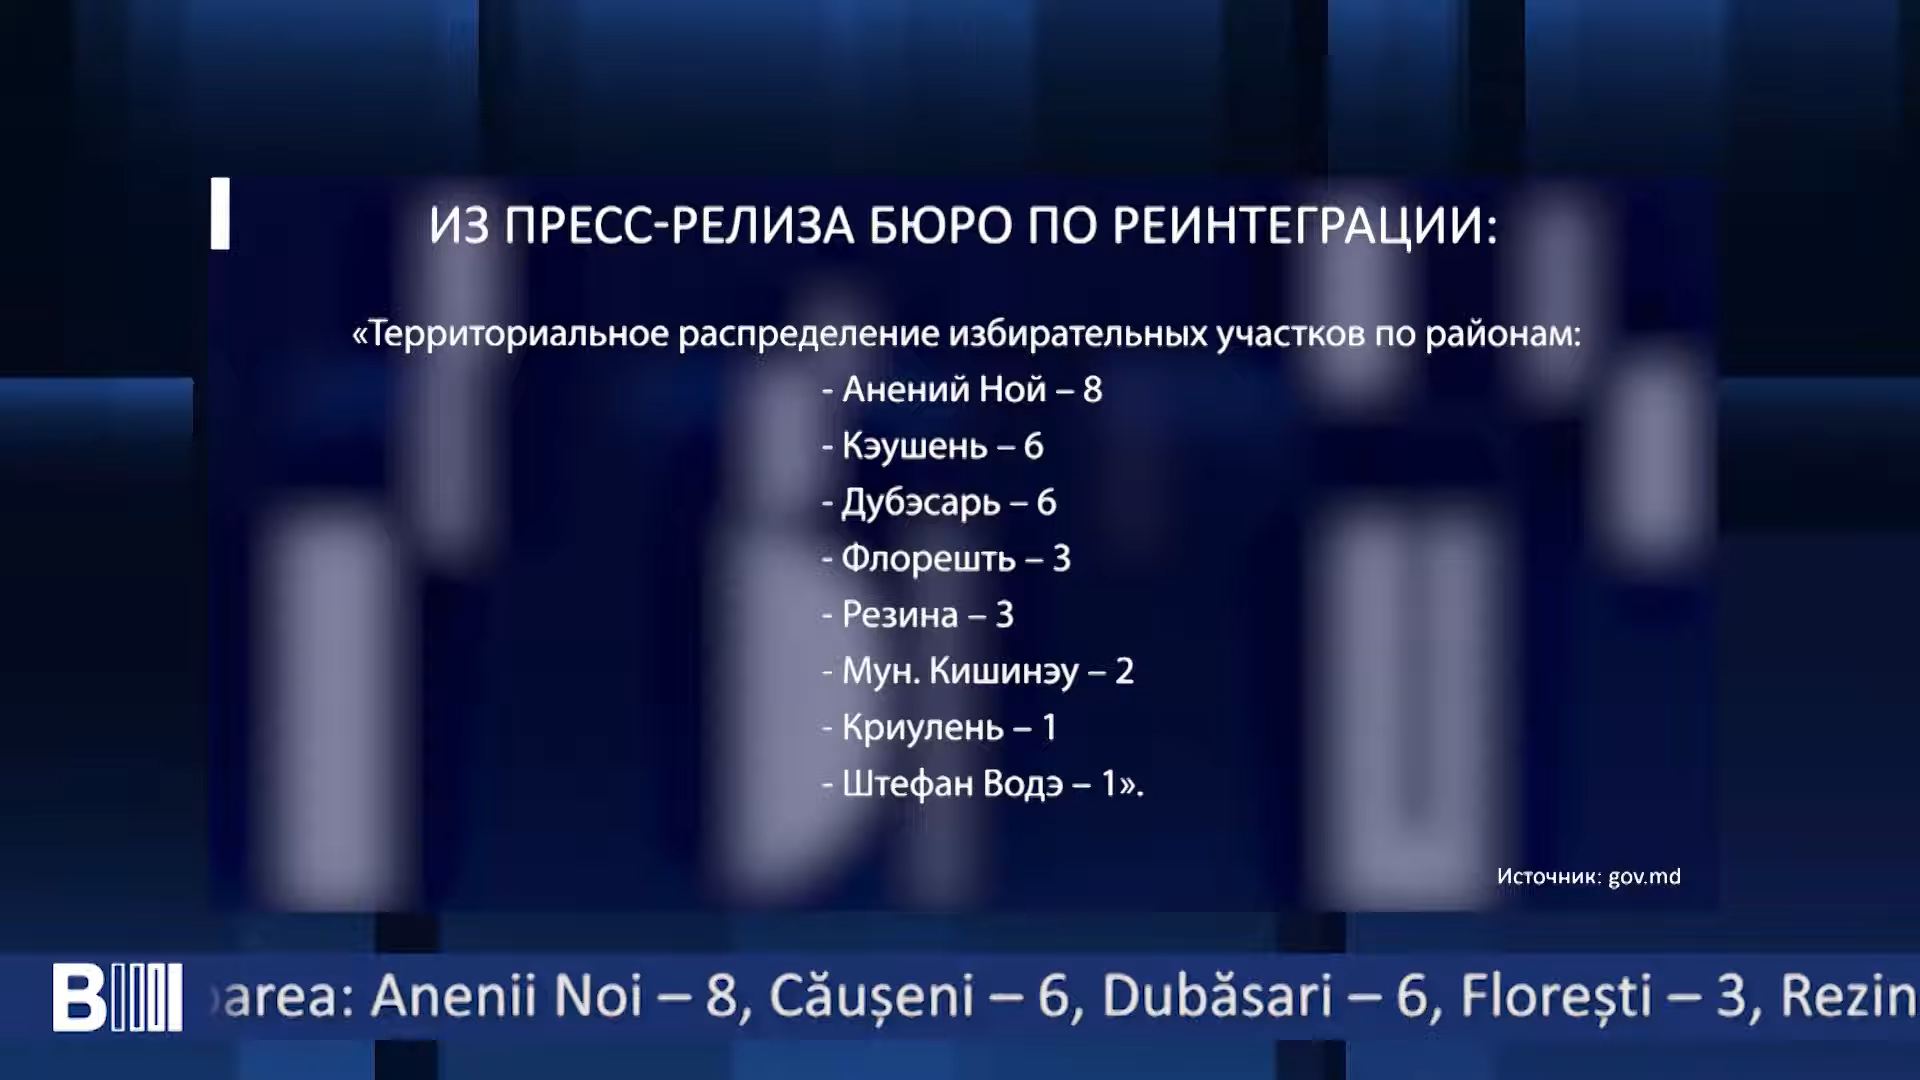 ИЗ ПРЕСС-РЕЛИЗА БЮРО ПО РЕИНТЕГРАЦИИ:
«Территориальное распределение избирательных участков по районам:
- Анений Ной – 8
- Кэушень – 6
- Дубэсарь – 6
- Флорешть – 3
- Резина – 3
- Мун. Кишинэу – 2
- Криулень – 1
- Штефан Водэ – 1».
Источник: gov.md
area: Anenii Noi – 8, Căușeni – 6, Dubăsari – 6, Florești – 3, Rezin